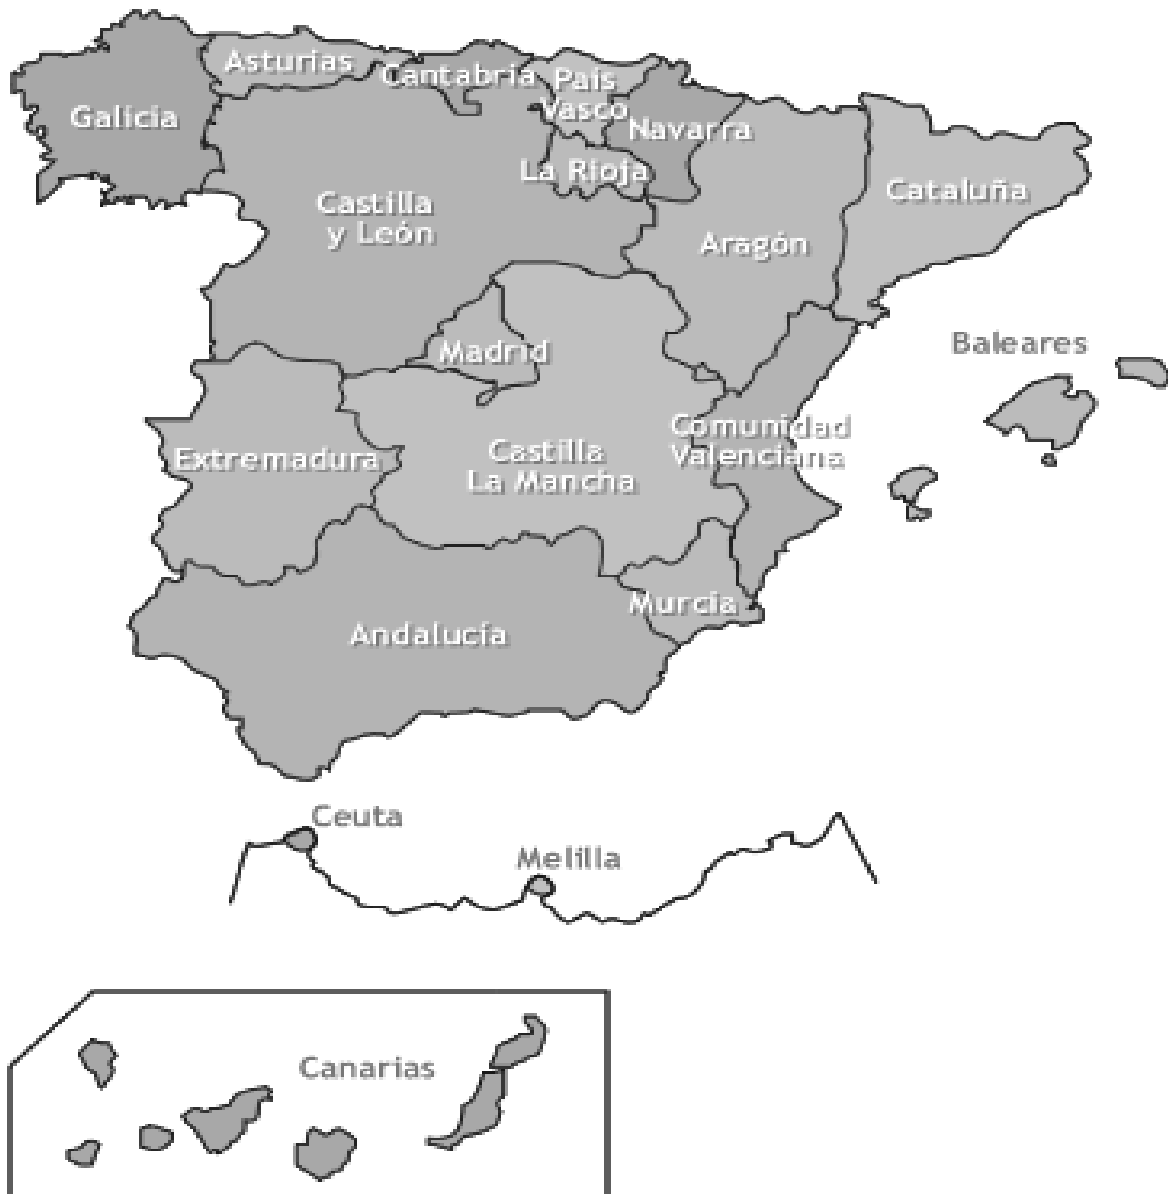 Asturias
Cantabria
País
Vasco
Galicia
Navarra
La Rioja
Cataluña
Castilla
y León
Aragón
Madrid
Baleares
Comunidad
Valenciana
Extremadura
Castilla
La Mancha
Murcia
Andalucía
Ceuta
Melilla
Canarias